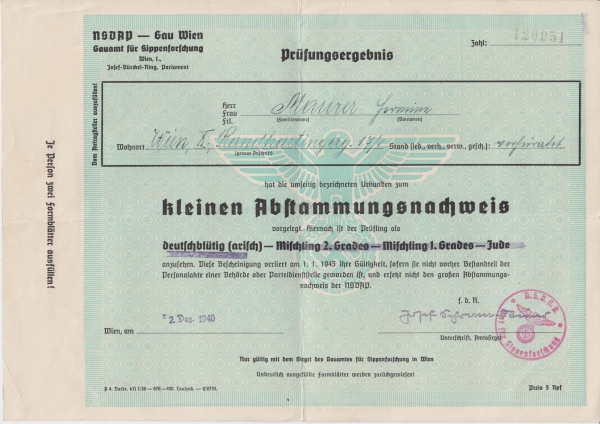 NSDAP — Gau Wien
Gauamt für Sippenforschung
Wien, 1.,
Josef-Bürckel-Ring, Parlament
Prüfungsergebnis
Zahl: 120951
Je Person zwei Formblätter ausfüllen!
Dem Antragsteller auszufüllen!
Herr
Frau Maurer Hermine
Frl. (Familienname) (Vorname)
Wohnort Wien, X., 17/ Stand (led., verh., verw., gesch.): verheiratet
(genaue Anschrift)
hat die umseitig bezeichneten Urkunden zum
kleinen Abstammungsnachweis
vorgelegt. Hiernach ist der Prüfling als
deutschblütig (arisch) — Mischling 2. Grades — Mischling 1. Grades — Jude
anzusehen. Diese Bescheinigung verliert am 1. 1. 1945 ihre Gültigkeit, sofern sie nicht vorher Bestandteil der
Personalakte einer Behörde oder Parteidienststelle geworden ist, und ersetzt nicht den großen Abstammungs-
nachweis der NSDAP.
f. d. R.
Josef
Wien, am 2. Dez. 1940
Unterschrift, Amtssiegel
N.S.D.A.P.
Sippenforschung
Nur gültig mit dem Siegel des Gauamtes für Sippenforschung in Wien
Undeutlich ausgefüllte Formblätter werden zurückgewiesen!
Preis 5 Rpf